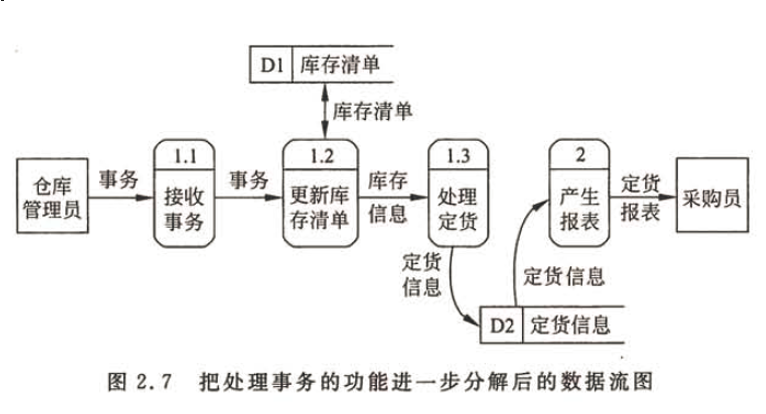 D1 库存清单
库存清单
1.1
1.2
1.3
2
仓库
管理员
事务
接收
事务
事务
更新库
存清单
库存
信息
处理
定货
产生
报表
定货
报表
采购员
定货
信息
定货信息
D2 定货信息
图 2.7 把处理事务的功能进一步分解后的数据流图